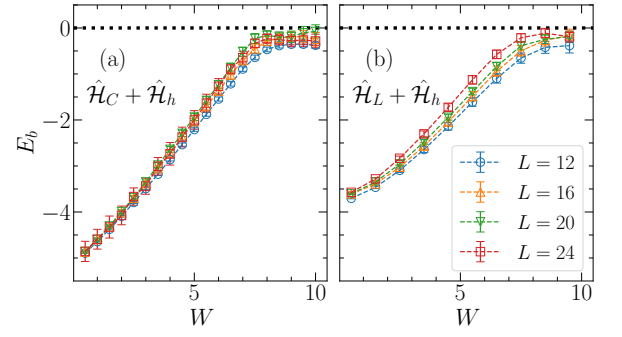 0
−2
−4
E_b
(a)
Ĥ_C + Ĥ_h
5
10
W
(b)
Ĥ_L + Ĥ_h
L = 12
L = 16
L = 20
L = 24
5
10
W